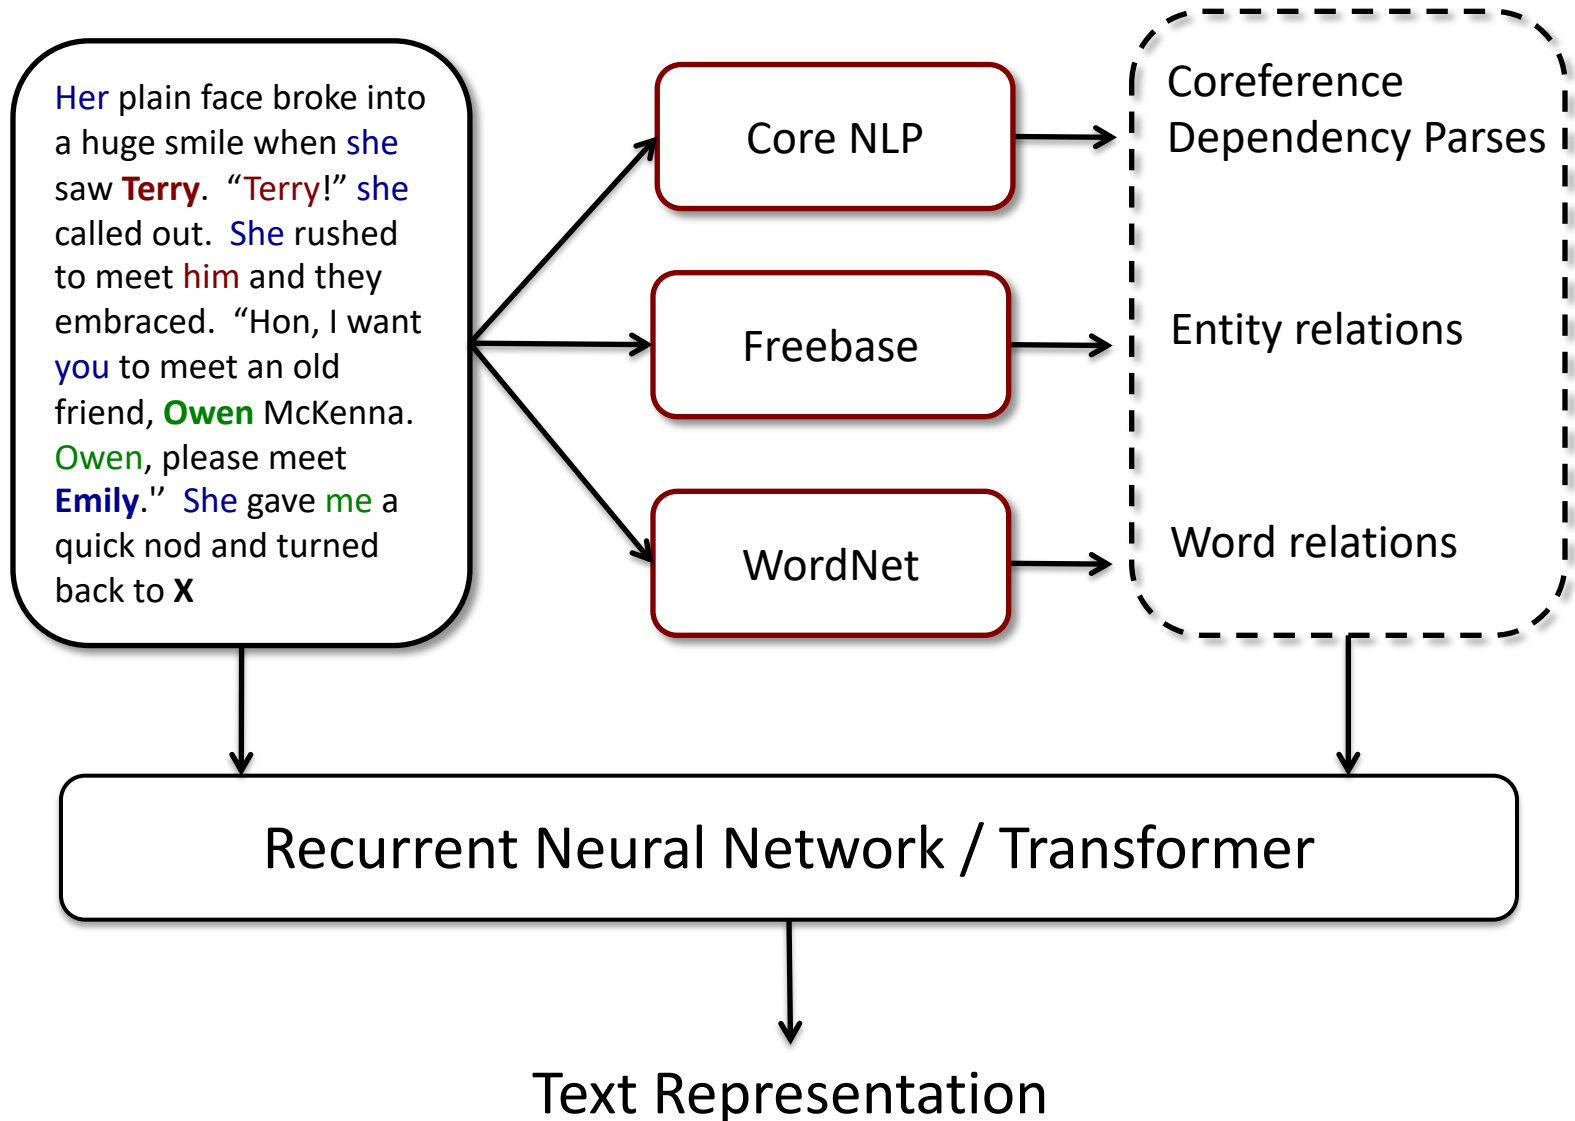 Her plain face broke into
a huge smile when she
saw Terry.  “Terry!” she
called out.  She rushed
to meet him and they
embraced.  “Hon, I want
you to meet an old
friend, Owen McKenna.
Owen, please meet
Emily.'’  She gave me a
quick nod and turned
back to X
Core NLP
Freebase
WordNet
Coreference
Dependency Parses
Entity relations
Word relations
Recurrent Neural Network / Transformer
Text Representation